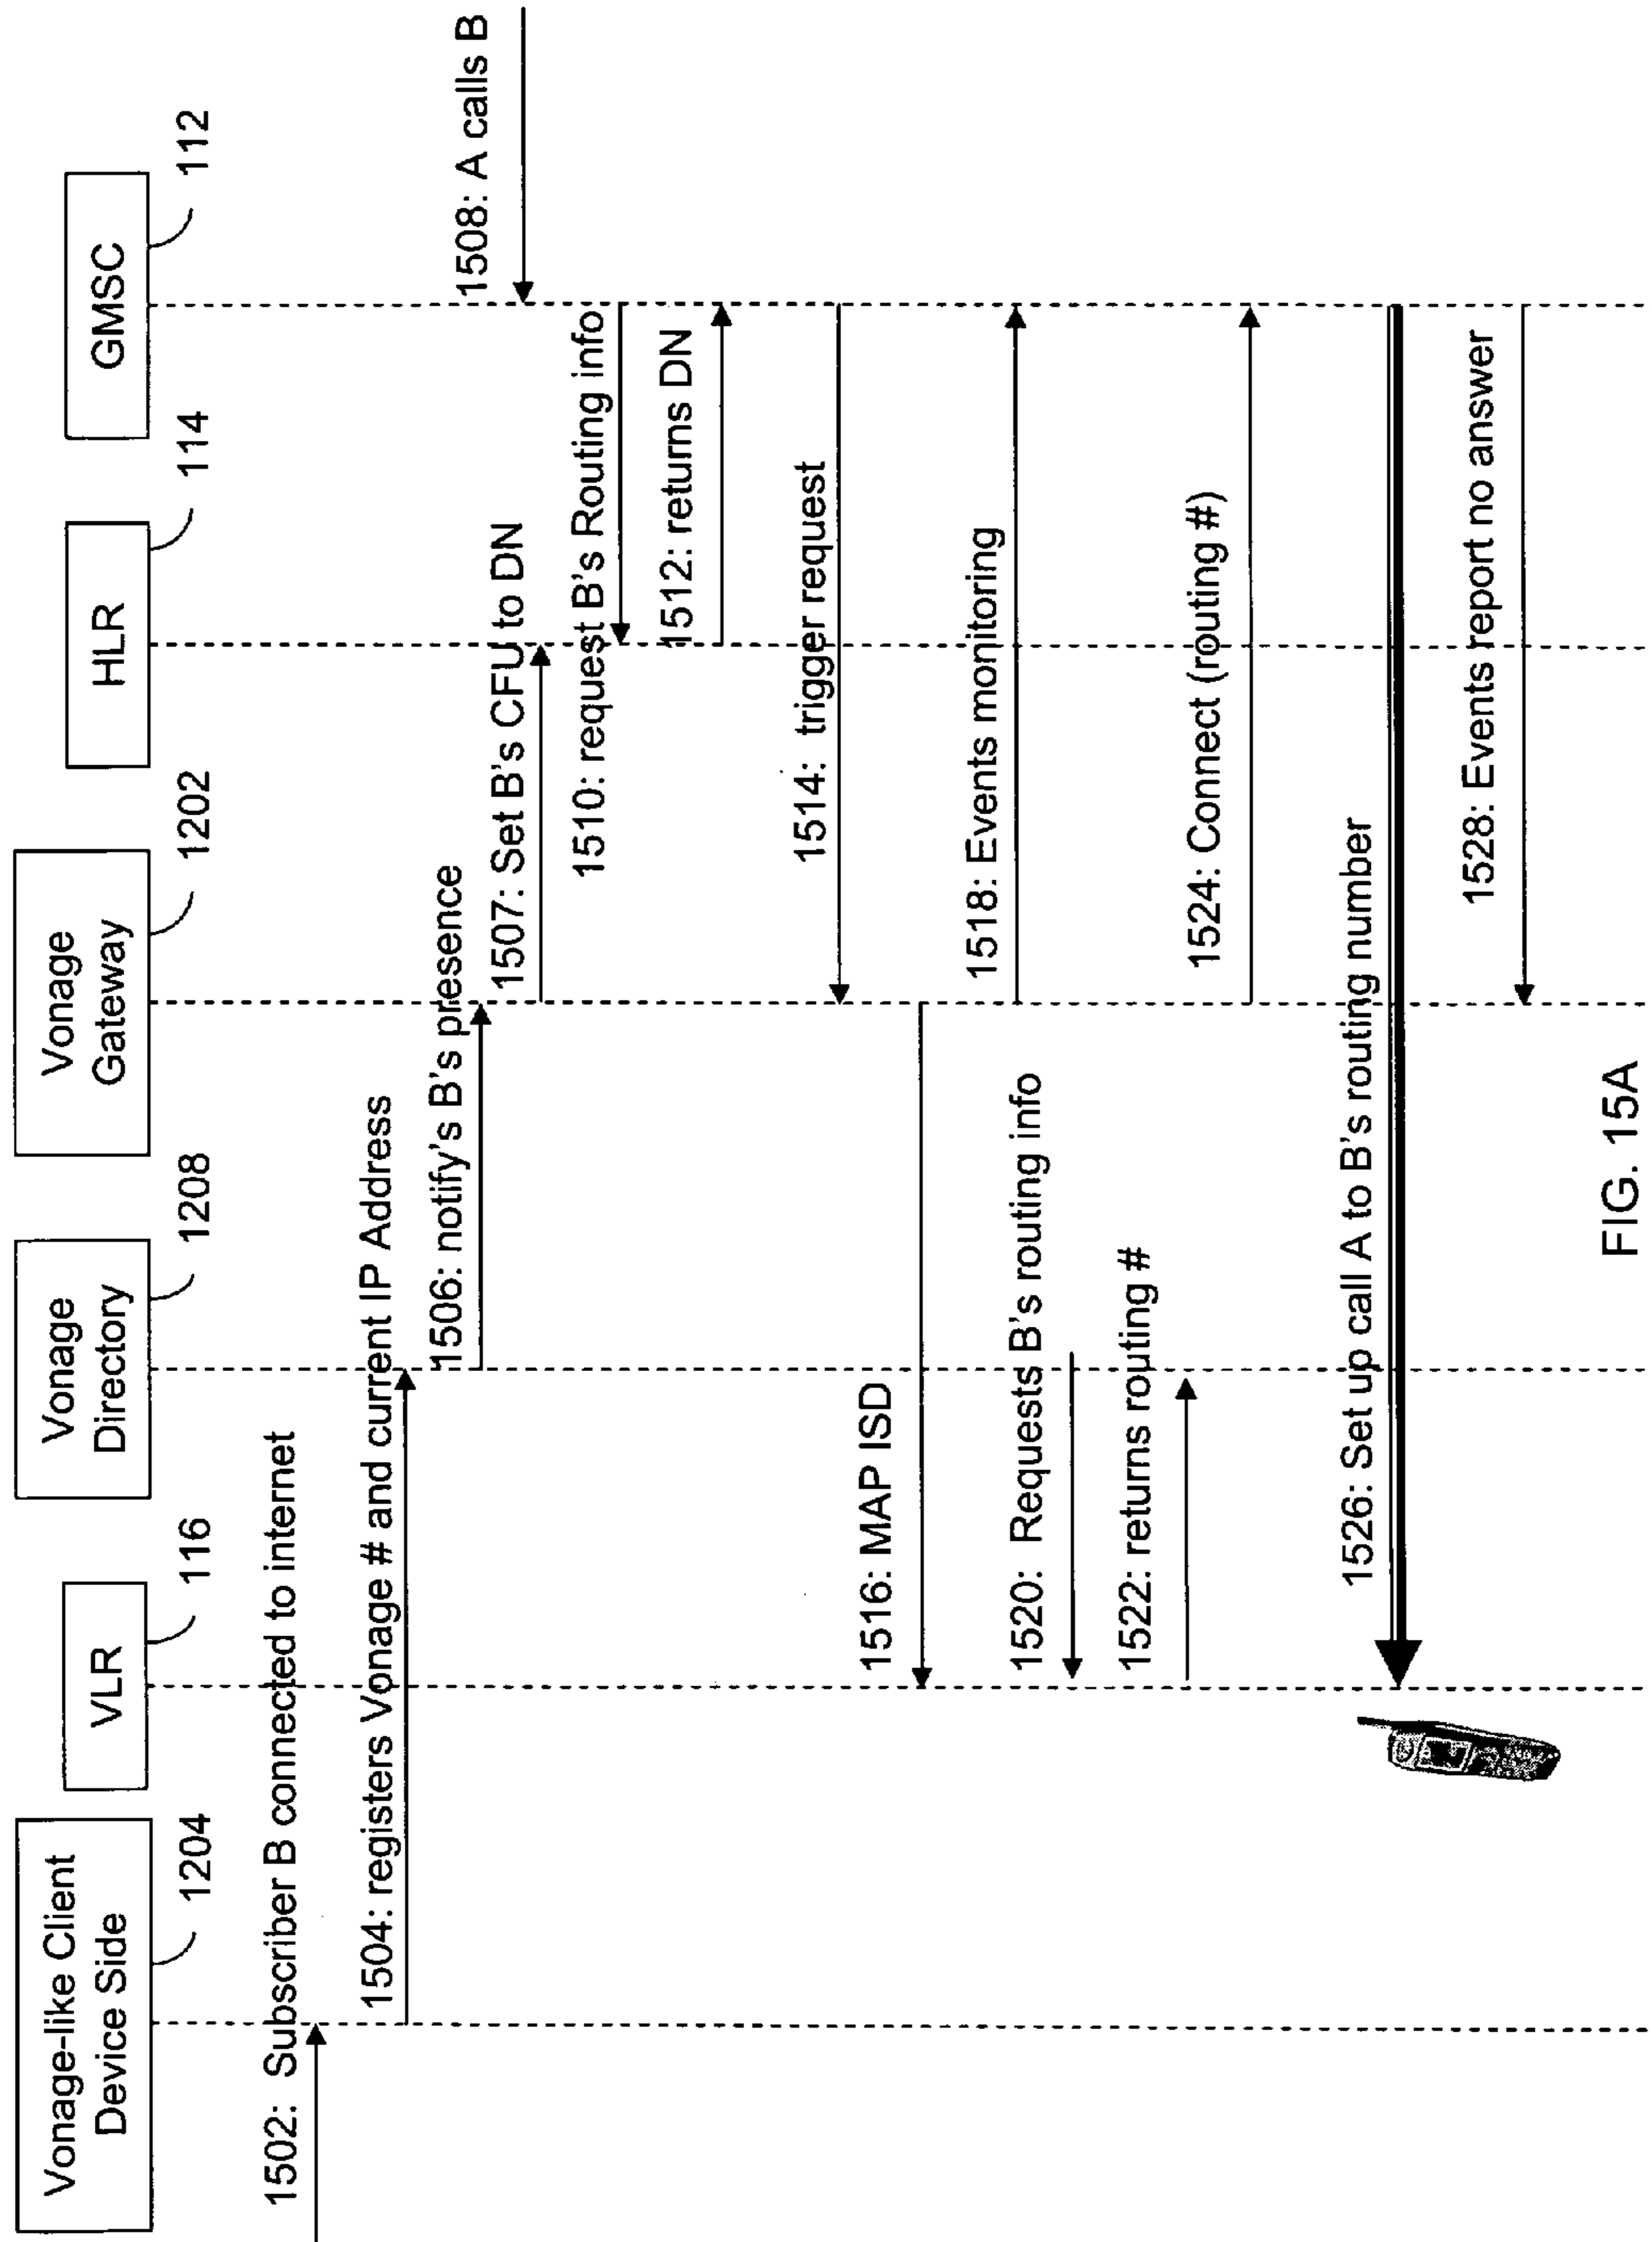 Vonage-like Client
Device Side
1204
VLR
116
Vonage
Directory
1208
Vonage
Gateway
1202
HLR
114
GMSC
112
1502: Subscriber B connected to internet
1504: registers Vonage # and current IP Address
1506: notify's B's presence
1507: Set B's CFU to DN
1508: A calls B
1510: request B's Routing info
1512: returns DN
1514: trigger request
1516: MAP ISD
1518: Events monitoring
1520: Requests B's routing info
1522: returns routing #
1524: Connect (routing #)
1526: Set up call A to B's routing number
1528: Events report no answer
FIG. 15A